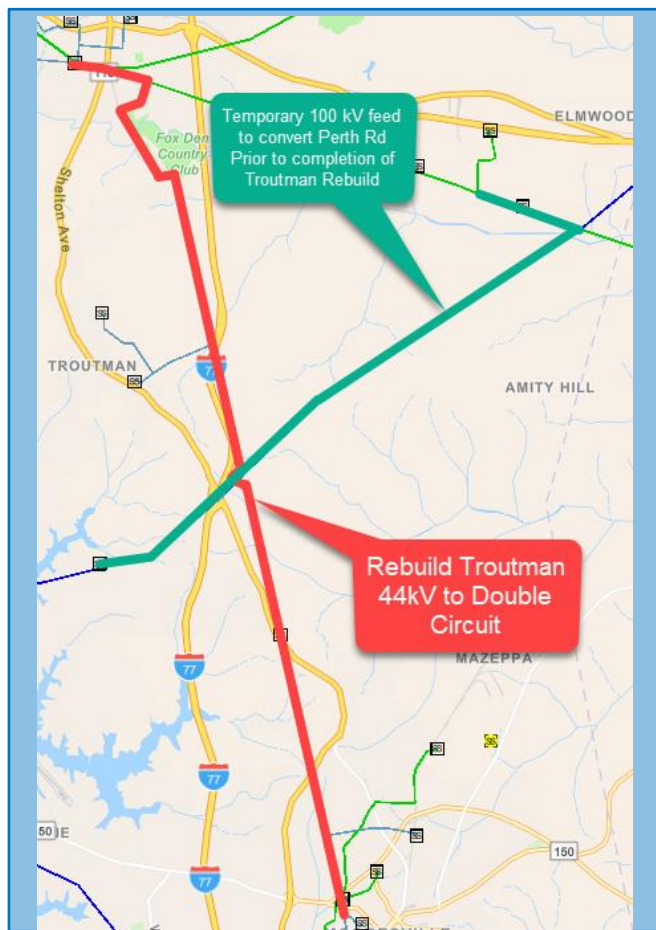 Temporary 100 kV feed
to convert Perth Rd
Prior to completion of
Troutman Rebuild
ELMWOOD
Fox Den
Country
Club
Shelton Ave
TROUTMAN
77
AMITY HILL
Rebuild Troutman
44kV to Double
Circuit
MAZEPPA
77
77
150
150
77